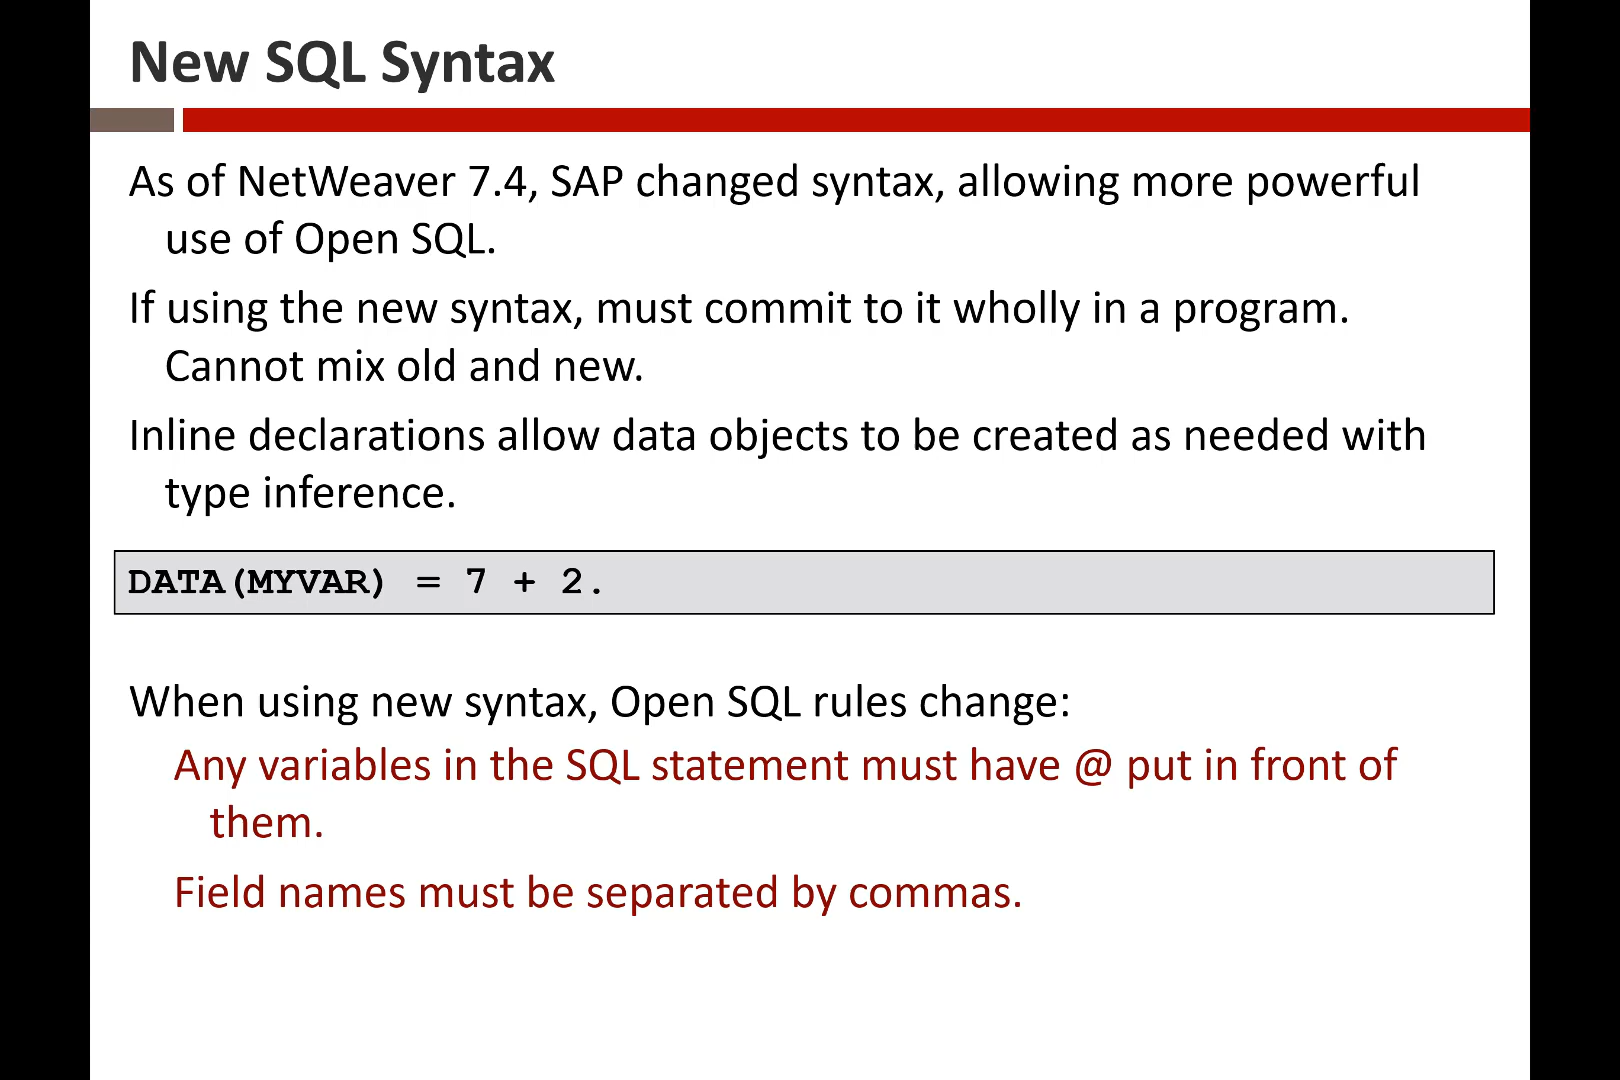 New SQL Syntax
As of NetWeaver 7.4, SAP changed syntax, allowing more powerful
use of Open SQL.
If using the new syntax, must commit to it wholly in a program.
Cannot mix old and new.
Inline declarations allow data objects to be created as needed with
type inference.
DATA(MYVAR) = 7 + 2.
When using new syntax, Open SQL rules change:
Any variables in the SQL statement must have @ put in front of
them.
Field names must be separated by commas.